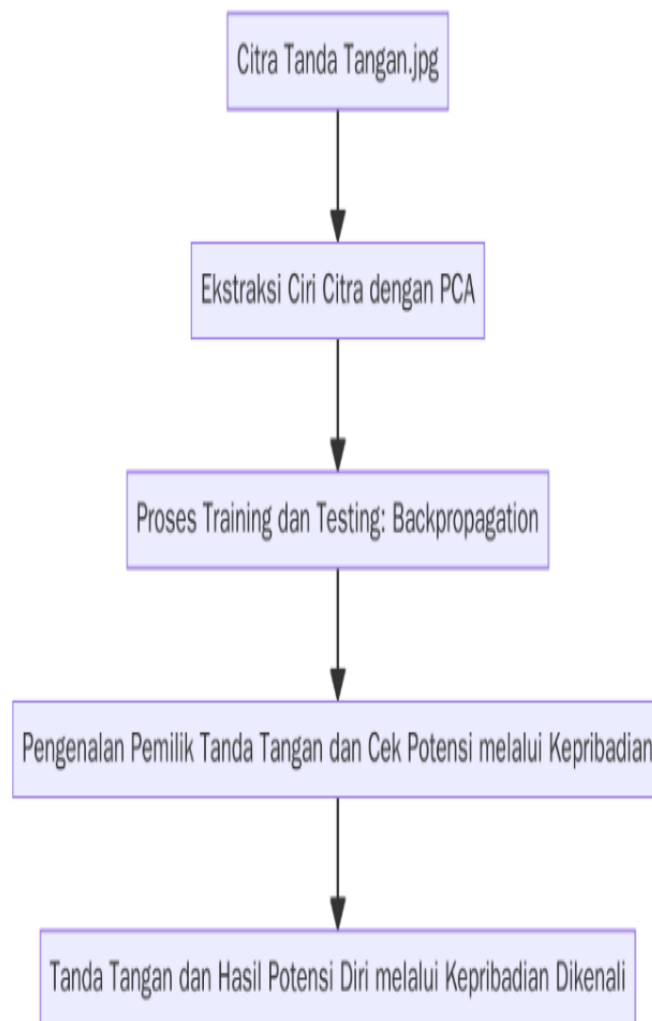 Citra Tanda Tangan.jpg
Ekstraksi Ciri Citra dengan PCA
Proses Training dan Testing: Backpropagation
Pengenalan Pemilik Tanda Tangan dan Cek Potensi melalui Kepribadian
Tanda Tangan dan Hasil Potensi Diri melalui Kepribadian Dikenali